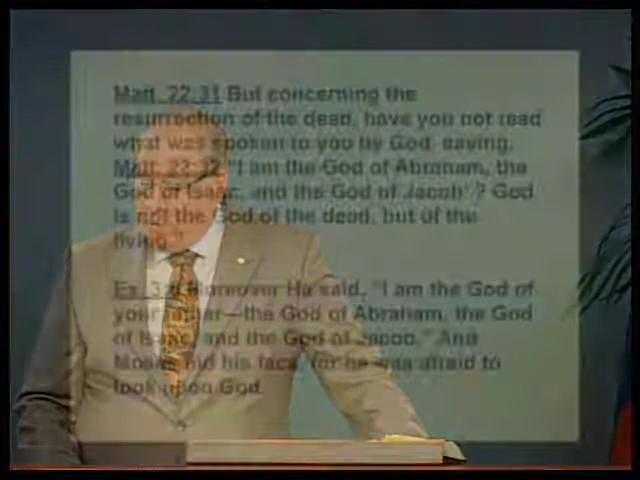 Matt. 22:31 But concerning the
resurrection of the dead, have you not read
what was spoken to you by God, saying,
Matt. 22:32 "I am the God of Abraham, the
God of Isaac, and the God of Jacob"? God
is not the God of the dead, but of the
living."
Ex. 3:6 Moreover He said, "I am the God of
your father—the God of Abraham, the God
of Isaac, and the God of Jacob." And
Moses hid his face, for he was afraid to
look upon God.